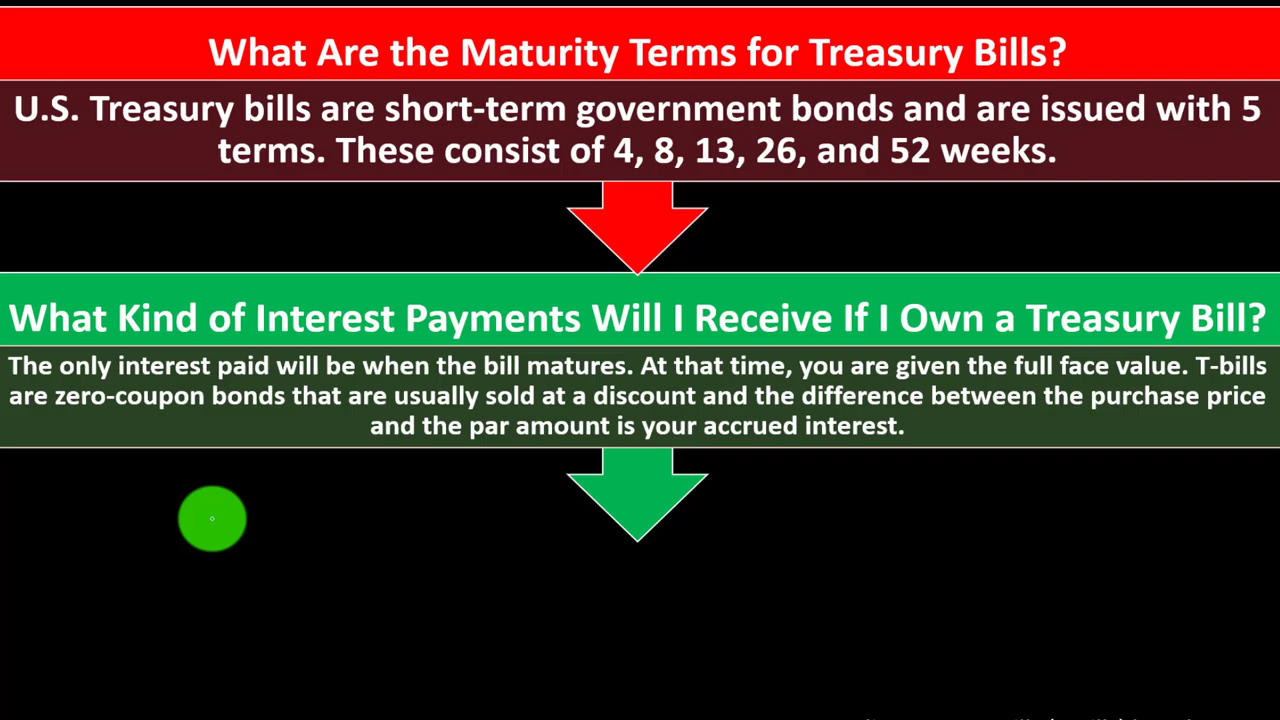 What Are the Maturity Terms for Treasury Bills?
U.S. Treasury bills are short-term government bonds and are issued with 5
terms. These consist of 4, 8, 13, 26, and 52 weeks.
What Kind of Interest Payments Will I Receive If I Own a Treasury Bill?
The only interest paid will be when the bill matures. At that time, you are given the full face value. T-bills
are zero-coupon bonds that are usually sold at a discount and the difference between the purchase price
and the par amount is your accrued interest.